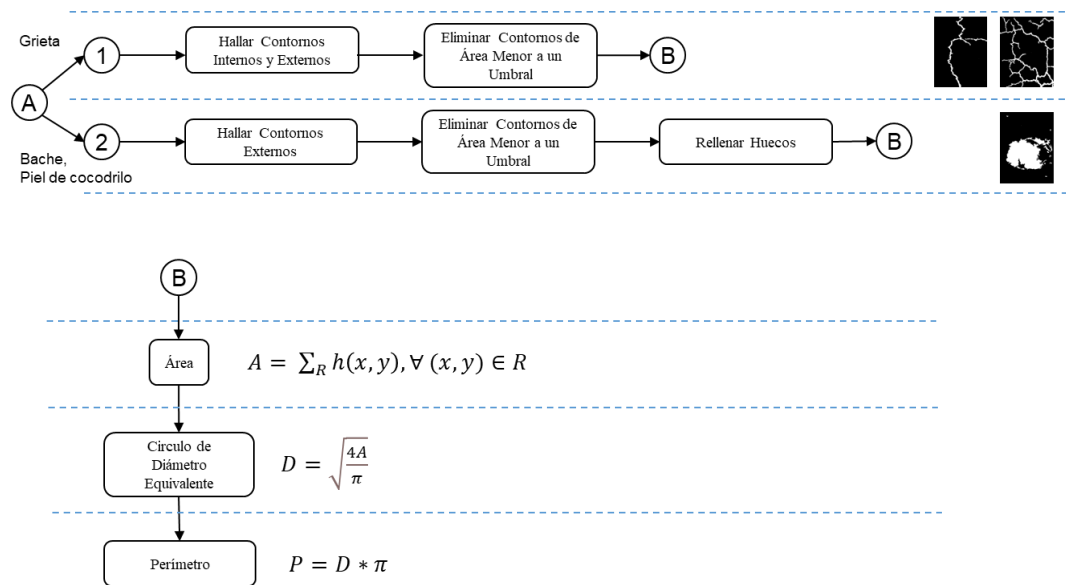 Grieta
1
Hallar Contornos
Internos y Externos
Eliminar Contornos de
Área Menor a un
Umbral
B
A
2
Hallar Contornos
Externos
Eliminar Contornos de
Área Menor a un
Umbral
Rellenar Huecos
B
Bache,
Piel de cocodrilo
B
Área
A = ∑_R h(x, y), ∀ (x, y) ∈ R
Circulo de
Diámetro
Equivalente
D = √(4A/π)
Perímetro
P = D * π